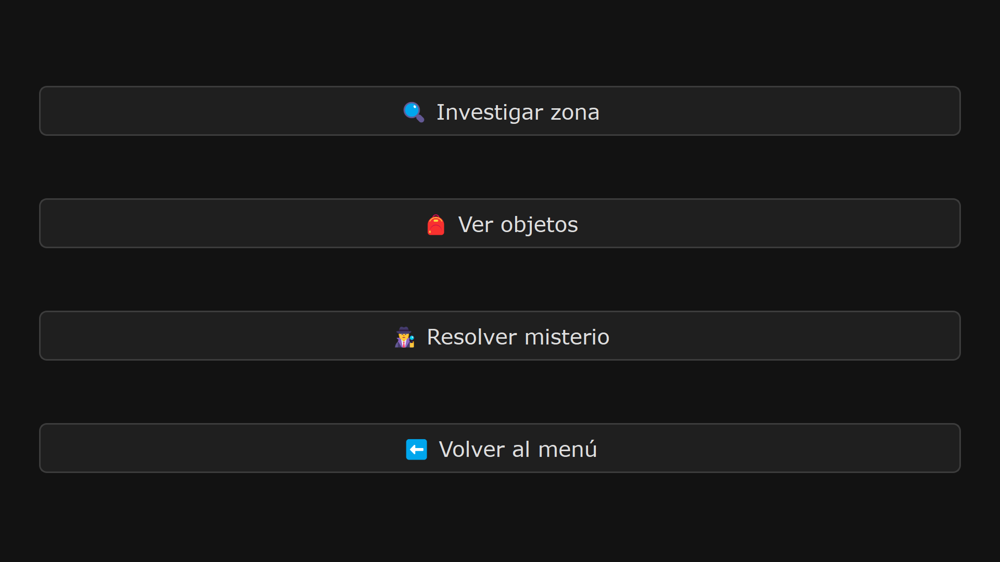 Investigar zona
Ver objetos
Resolver misterio
Volver al menú